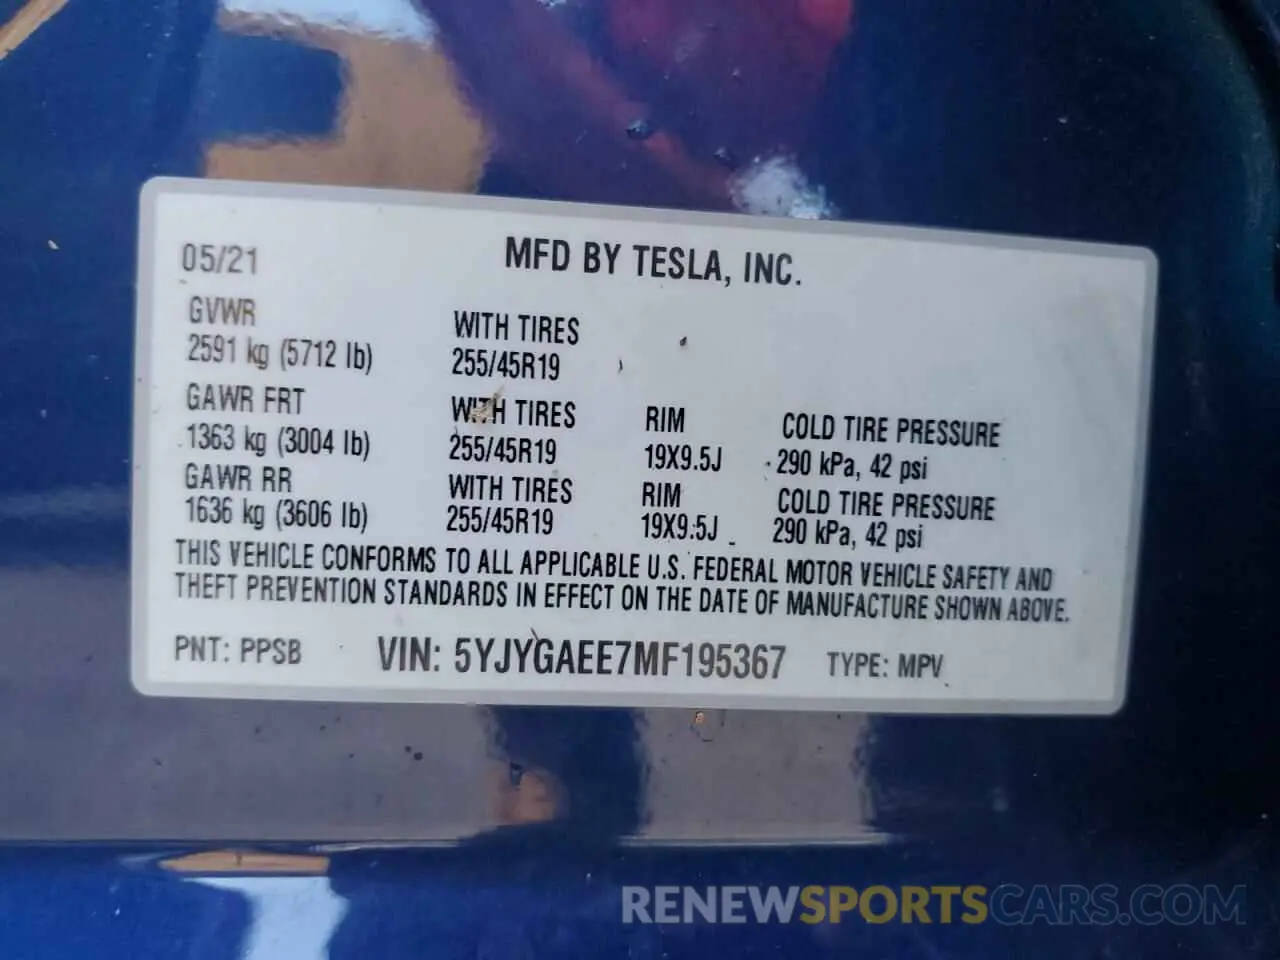 05/21 MFD BY TESLA, INC.
GVWR WITH TIRES
2591 kg (5712 lb) 255/45R19
GAWR FRT WITH TIRES RIM COLD TIRE PRESSURE
1363 kg (3004 lb) 255/45R19 19X9.5J 290 kPa, 42 psi
GAWR RR WITH TIRES RIM COLD TIRE PRESSURE
1636 kg (3606 lb) 255/45R19 19X9.5J 290 kPa, 42 psi
THIS VEHICLE CONFORMS TO ALL APPLICABLE U.S. FEDERAL MOTOR VEHICLE SAFETY AND
THEFT PREVENTION STANDARDS IN EFFECT ON THE DATE OF MANUFACTURE SHOWN ABOVE.
PNT: PPSB VIN: 5YJYGAEE7MF195367 TYPE: MPV
RENEWSPORTSCARS.COM